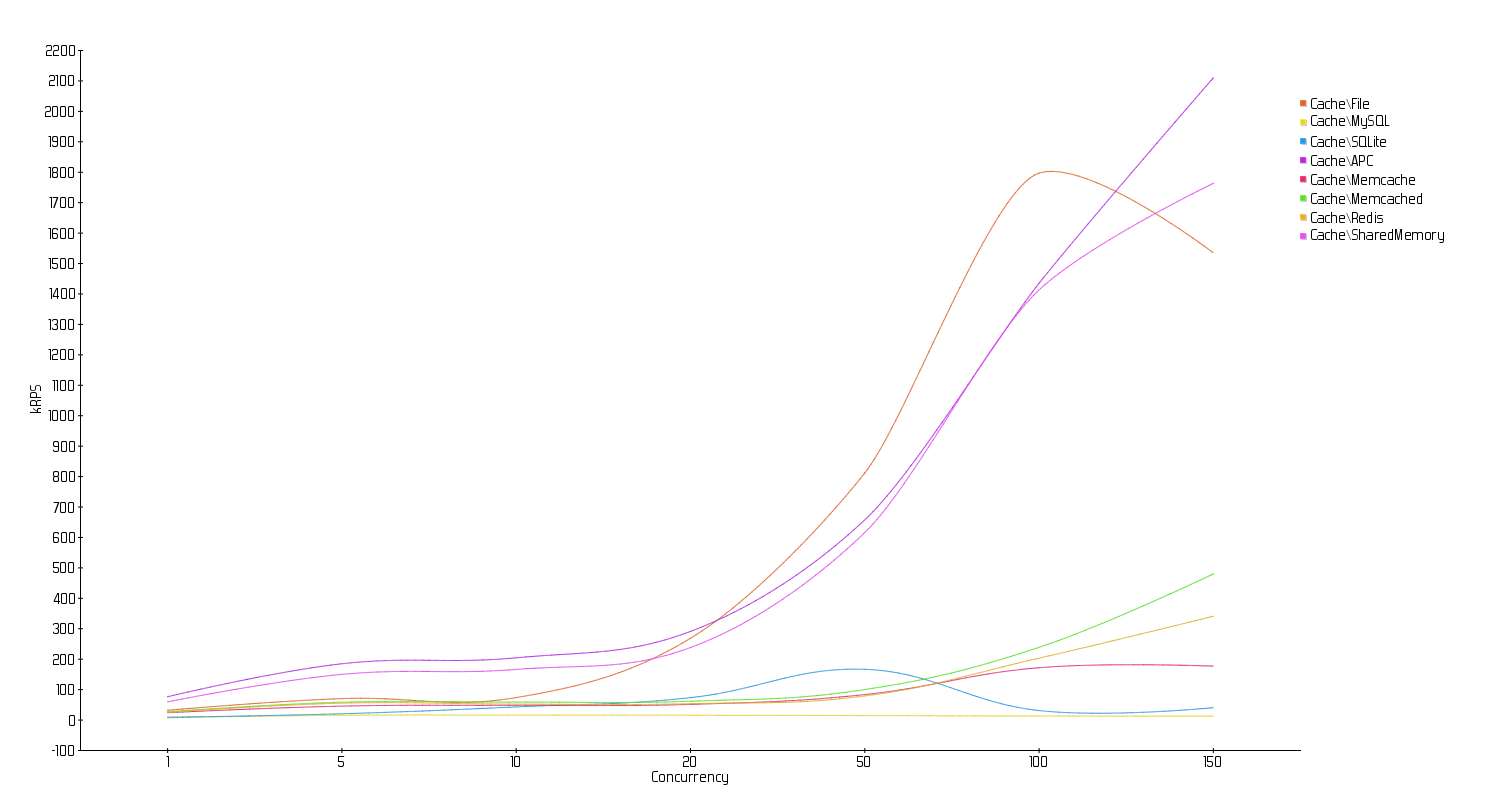 2200
2100
2000
1900
1800
1700
1600
1500
1400
1300
1200
1100
1000
900
800
700
600
500
400
300
200
100
0
-100
kRPS
1 5 10 20 50 100 150
Concurrency
Cache\File
Cache\MySQL
Cache\SQLite
Cache\APC
Cache\Memcache
Cache\Memcached
Cache\Redis
Cache\SharedMemory